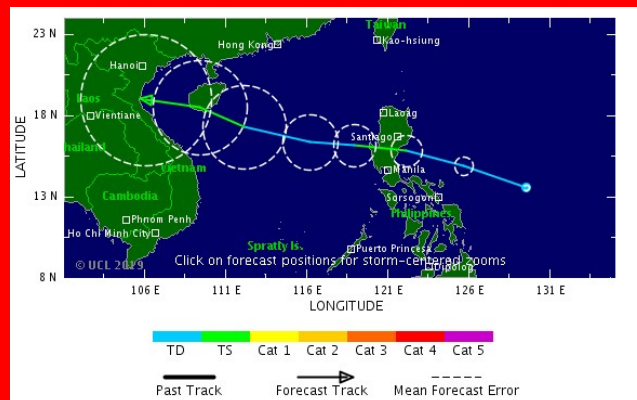 23 N
18 N
13 N
8 N
LATITUDE
Taiwan
Kao-hsiung
Hong Kong
Hanoi
Laos
Vientiane
Thailand
Vietnam
Cambodia
Phnom Penh
Ho Chi Minh City
Laoag
Santiago
Manila
Sorsogon
Philippines
Spratly Is.
Puerto Princesa
Dipolog
Click on forecast positions for storm-centered zooms
© UCL 2019
106 E 111 E 116 E 121 E 126 E 131 E
LONGITUDE
TD TS Cat 1 Cat 2 Cat 3 Cat 4 Cat 5
Past Track Forecast Track Mean Forecast Error